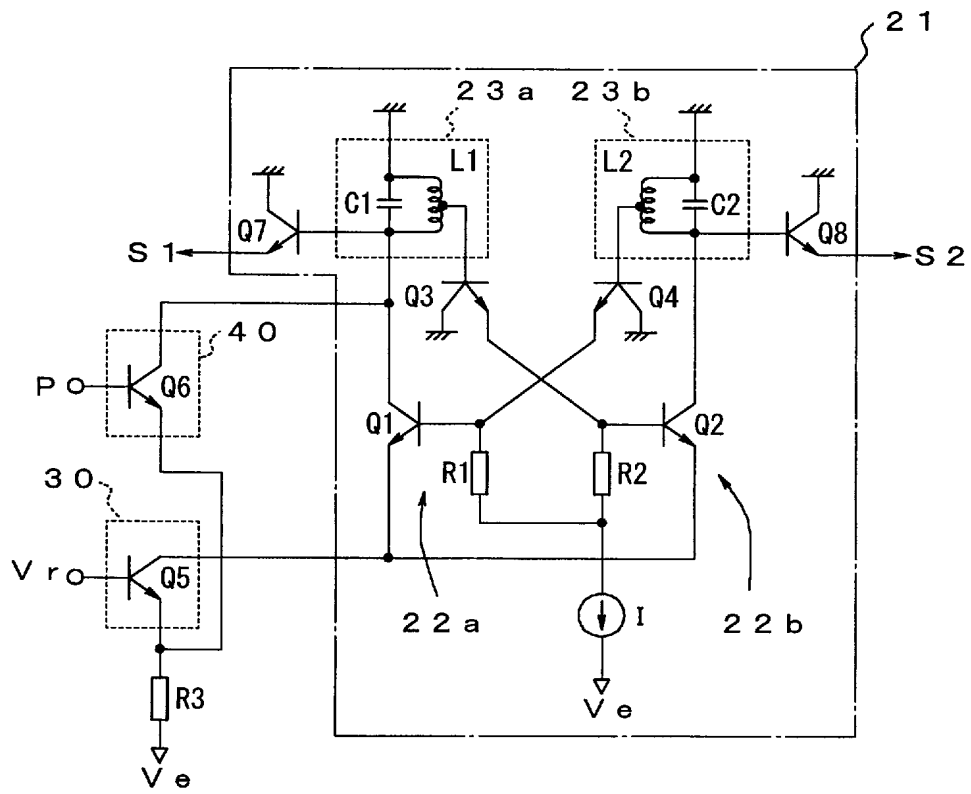 21
23a 23b
L1 L2
C1 C2
Q7 Q8
S1 S2
Q3 Q4
40
P Q6
Q1 Q2
R1 R2
30
Vr Q5
22a I 22b
R3
Ve
Ve